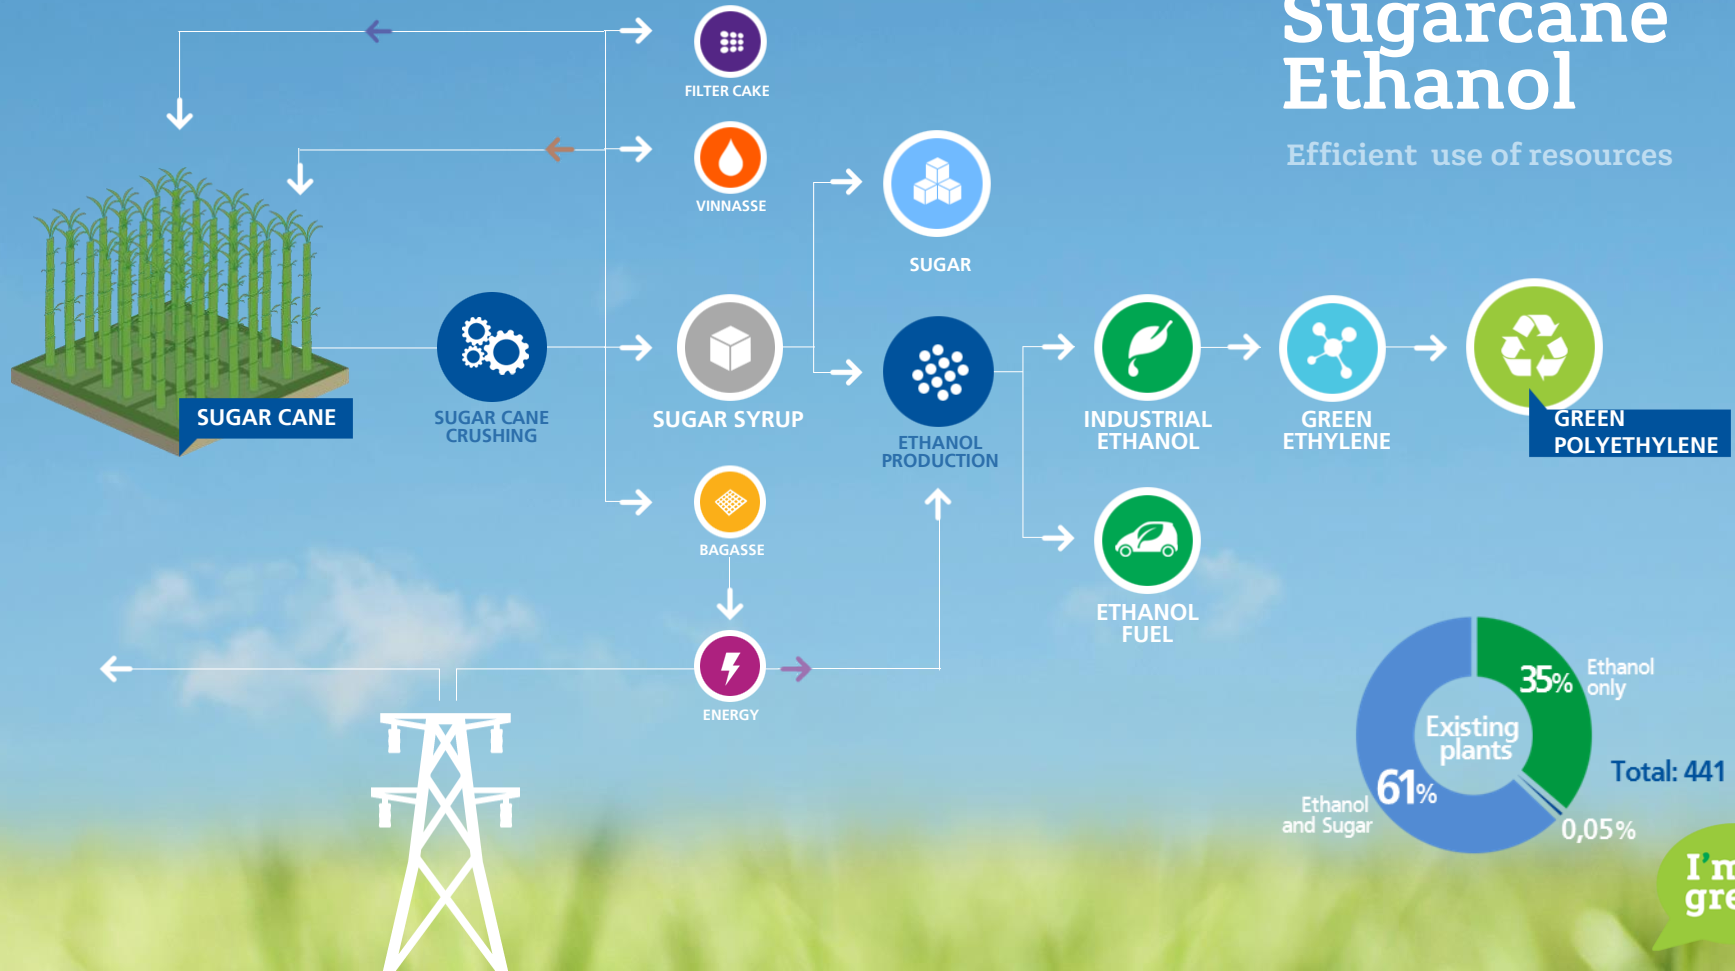 Sugarcane
Ethanol
Efficient use of resources
FILTER CAKE
VINNASSE
SUGAR
SUGAR CANE
SUGAR CANE
CRUSHING
SUGAR SYRUP
ETHANOL
PRODUCTION
INDUSTRIAL
ETHANOL
GREEN
ETHYLENE
GREEN
POLYETHYLENE
BAGASSE
ETHANOL
FUEL
ENERGY
35%
Ethanol
only
Existing
plants
Total: 441
61%
Ethanol
and Sugar
0,05%
I'm
gre